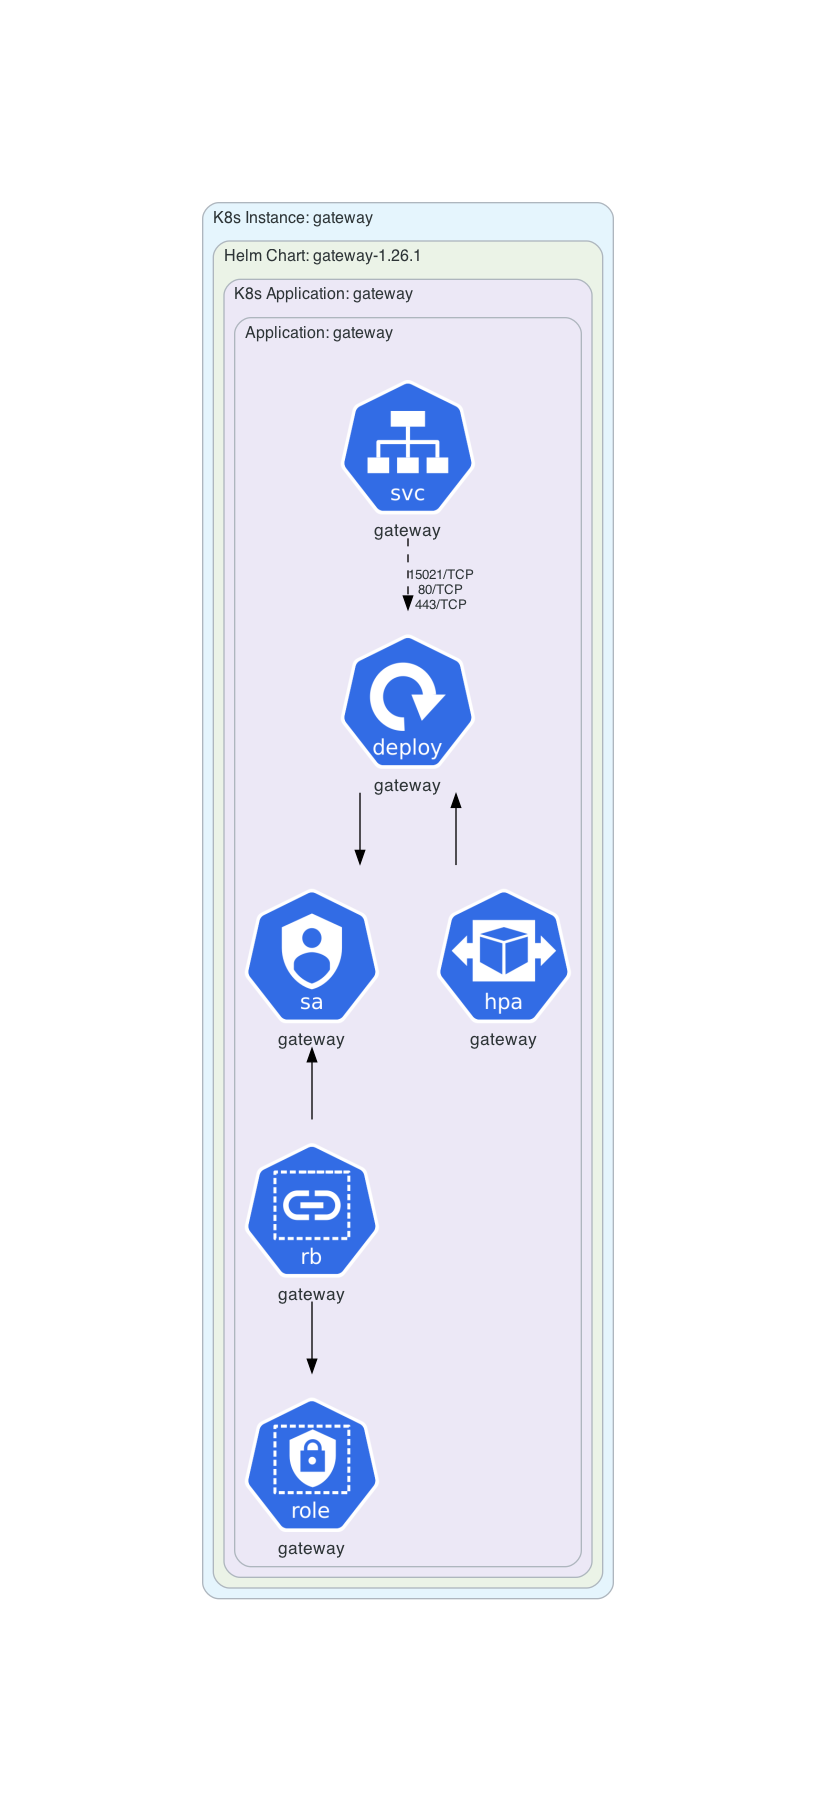 K8s Instance: gateway
Helm Chart: gateway-1.26.1
K8s Application: gateway
Application: gateway
svc
gateway
15021/TCP
80/TCP
443/TCP
deploy
gateway
sa
gateway
hpa
gateway
rb
gateway
role
gateway